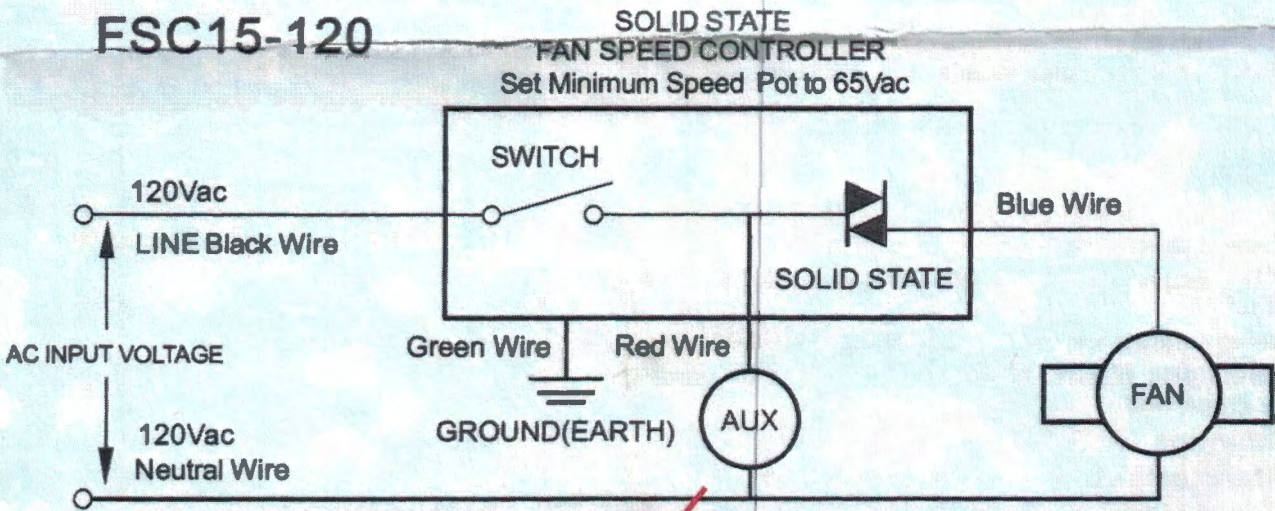 FSC15-120
SOLID STATE
FAN SPEED CONTROLLER
Set Minimum Speed Pot to 65Vac
SWITCH
120Vac
LINE Black Wire
Blue Wire
SOLID STATE
AC INPUT VOLTAGE
Green Wire
Red Wire
GROUND(EARTH)
AUX
FAN
120Vac
Neutral Wire